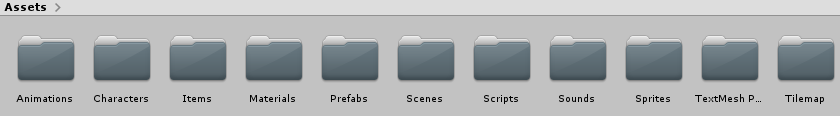 Assets
Animations Characters Items Materials Prefabs Scenes Scripts Sounds Sprites TextMesh P... Tilemap